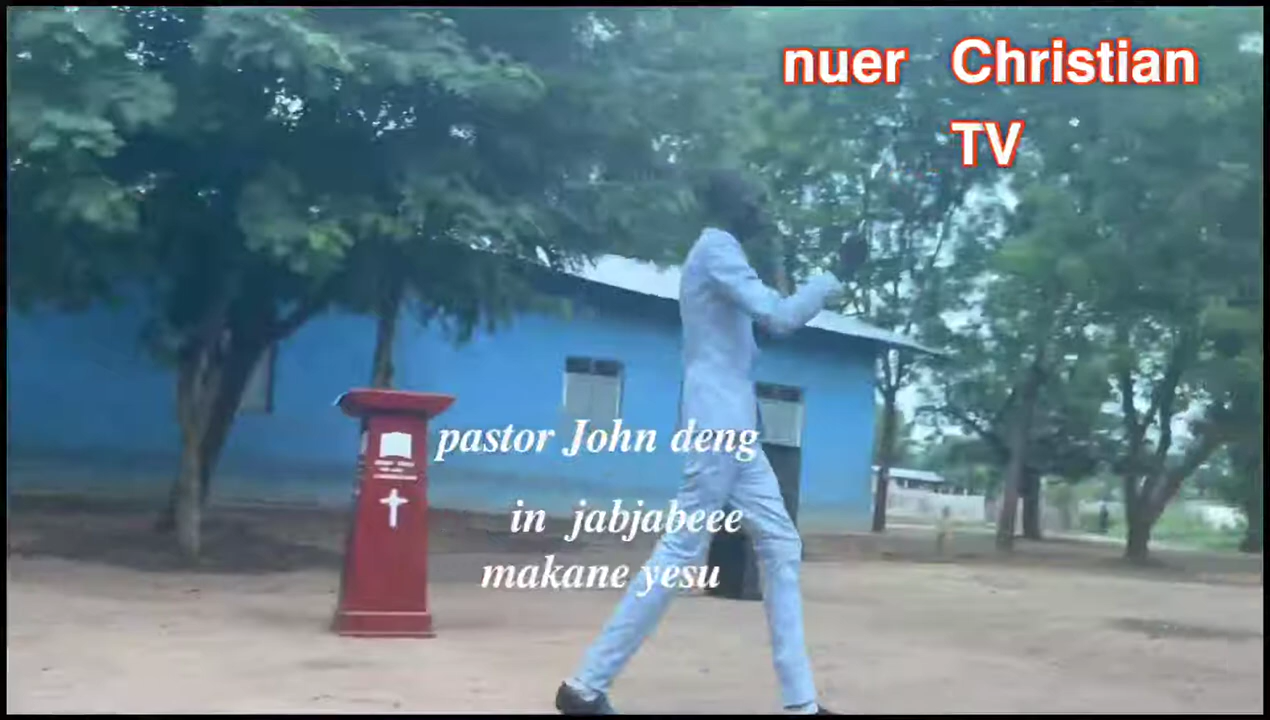 nuer Christian
TV
pastor John deng
in jabjabeee
makane yesu